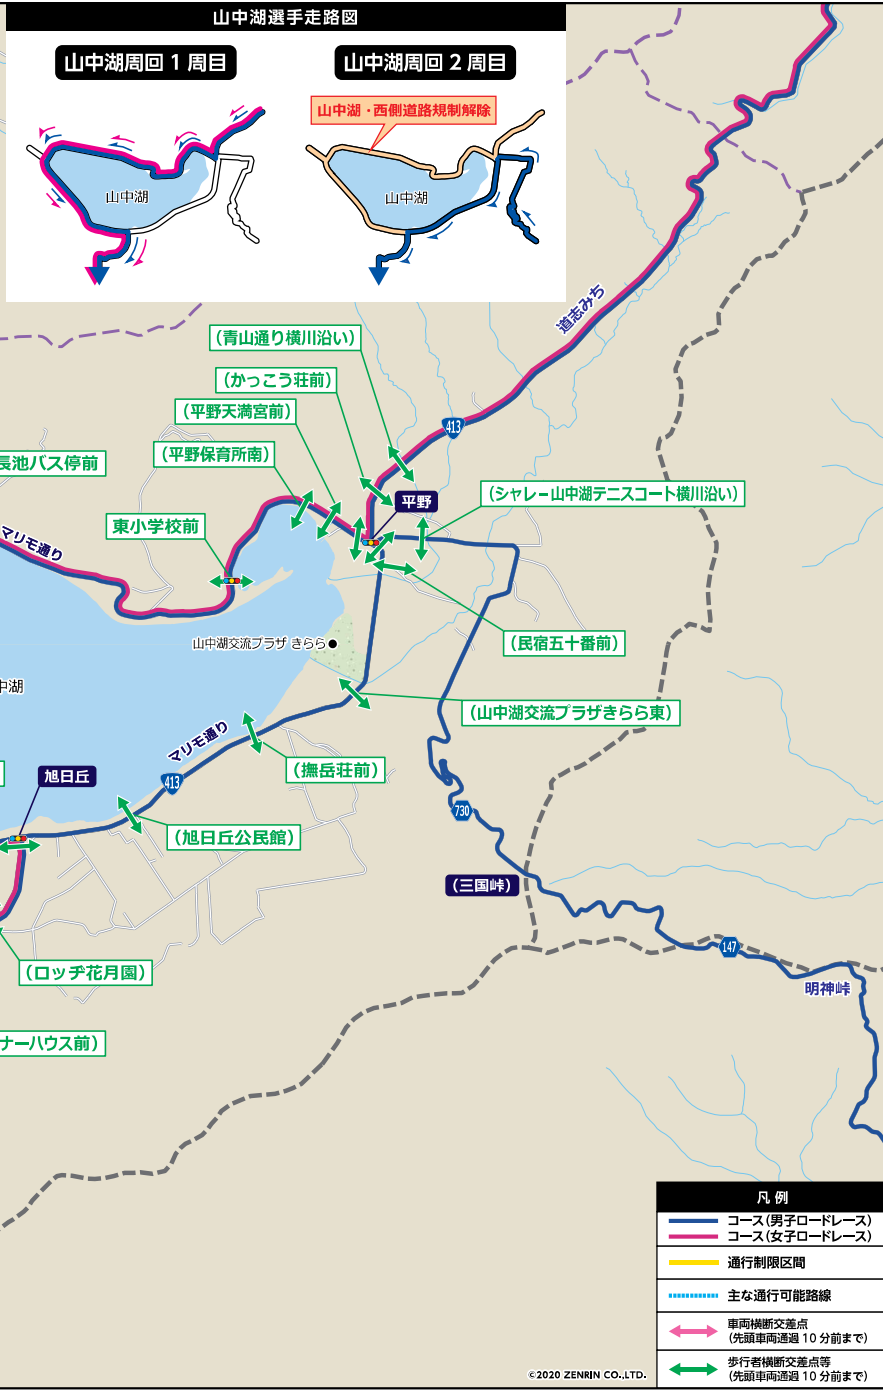 山中湖選手走路図
山中湖周回1周目
山中湖周回2周目
山中湖・西側道路規制解除
山中湖
山中湖
道志みち
(青山通り横川沿い)
(かっこう荘前)
(平野天満宮前)
413
(平野保育所南)
長池バス停前
平野
(シャレー山中湖テニスコート横川沿い)
東小学校前
マリモ通り
山中湖交流プラザ きらら
(民宿五十番前)
中湖
(山中湖交流プラザきらら東)
マリモ通り
(撫岳荘前)
旭日丘
413
730
(旭日丘公民館)
(三国峠)
147
(ロッヂ花月園)
明神峠
ナーハウス前)
凡例
コース(男子ロードレース)
コース(女子ロードレース)
通行制限区間
主な通行可能路線
車両横断交差点
(先頭車両通過10分前まで)
歩行者横断交差点等
(先頭車両通過10分前まで)
©2020 ZENRIN CO.,LTD.